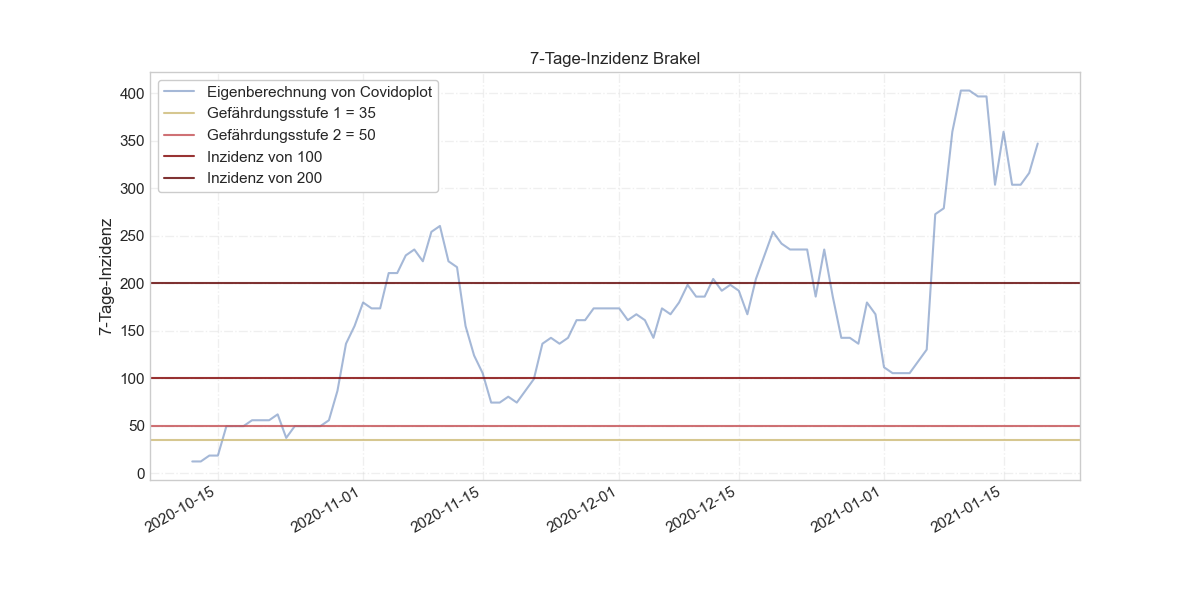 7-Tage-Inzidenz Brakel
Eigenberechnung von Covidoplot
Gefährdungsstufe 1 = 35
Gefährdungsstufe 2 = 50
Inzidenz von 100
Inzidenz von 200
7-Tage-Inzidenz
400
350
300
250
200
150
100
50
0
2020-10-15
2020-11-01
2020-11-15
2020-12-01
2020-12-15
2021-01-01
2021-01-15